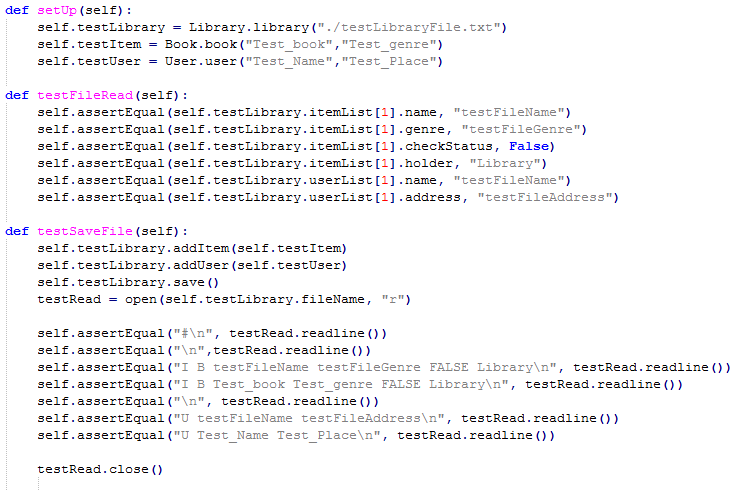 def setUp(self):
    self.testLibrary = Library.library("./testLibraryFile.txt")
    self.testItem = Book.book("Test_book","Test_genre")
    self.testUser = User.user("Test_Name","Test_Place")

def testFileRead(self):
    self.assertEqual(self.testLibrary.itemList[1].name, "testFileName")
    self.assertEqual(self.testLibrary.itemList[1].genre, "testFileGenre")
    self.assertEqual(self.testLibrary.itemList[1].checkStatus, False)
    self.assertEqual(self.testLibrary.itemList[1].holder, "Library")
    self.assertEqual(self.testLibrary.userList[1].name, "testFileName")
    self.assertEqual(self.testLibrary.userList[1].address, "testFileAddress")

def testSaveFile(self):
    self.testLibrary.addItem(self.testItem)
    self.testLibrary.addUser(self.testUser)
    self.testLibrary.save()
    testRead = open(self.testLibrary.fileName, "r")

    self.assertEqual("#\n", testRead.readline())
    self.assertEqual("\n",testRead.readline())
    self.assertEqual("I B testFileName testFileGenre FALSE Library\n", testRead.readline())
    self.assertEqual("I B Test_book Test_genre FALSE Library\n", testRead.readline())
    self.assertEqual("\n", testRead.readline())
    self.assertEqual("U testFileName testFileAddress\n", testRead.readline())
    self.assertEqual("U Test_Name Test_Place\n", testRead.readline())

    testRead.close()